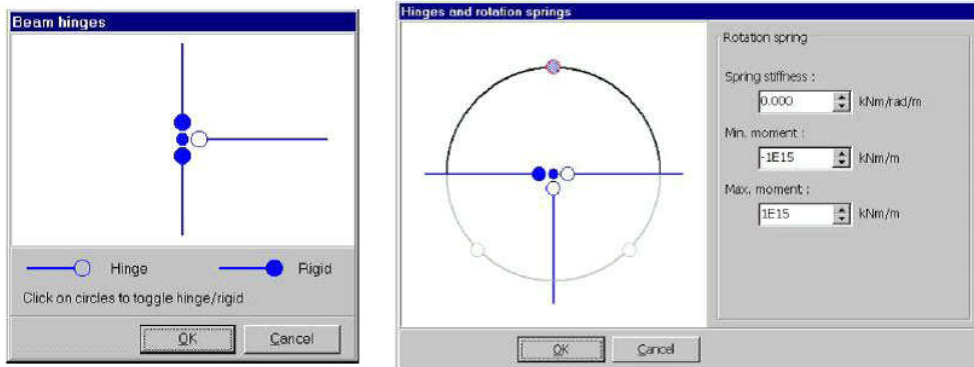 Beam hinges
Hinge
Rigid
Click on circles to toggle hinge/rigid
OK
Cancel
Hinges and rotation springs
Rotation spring
Spring stiffness :
0.000 kNm/rad/m
Min. moment :
-1E15 kNm/m
Max. moment :
1E15 kNm/m
OK
Cancel